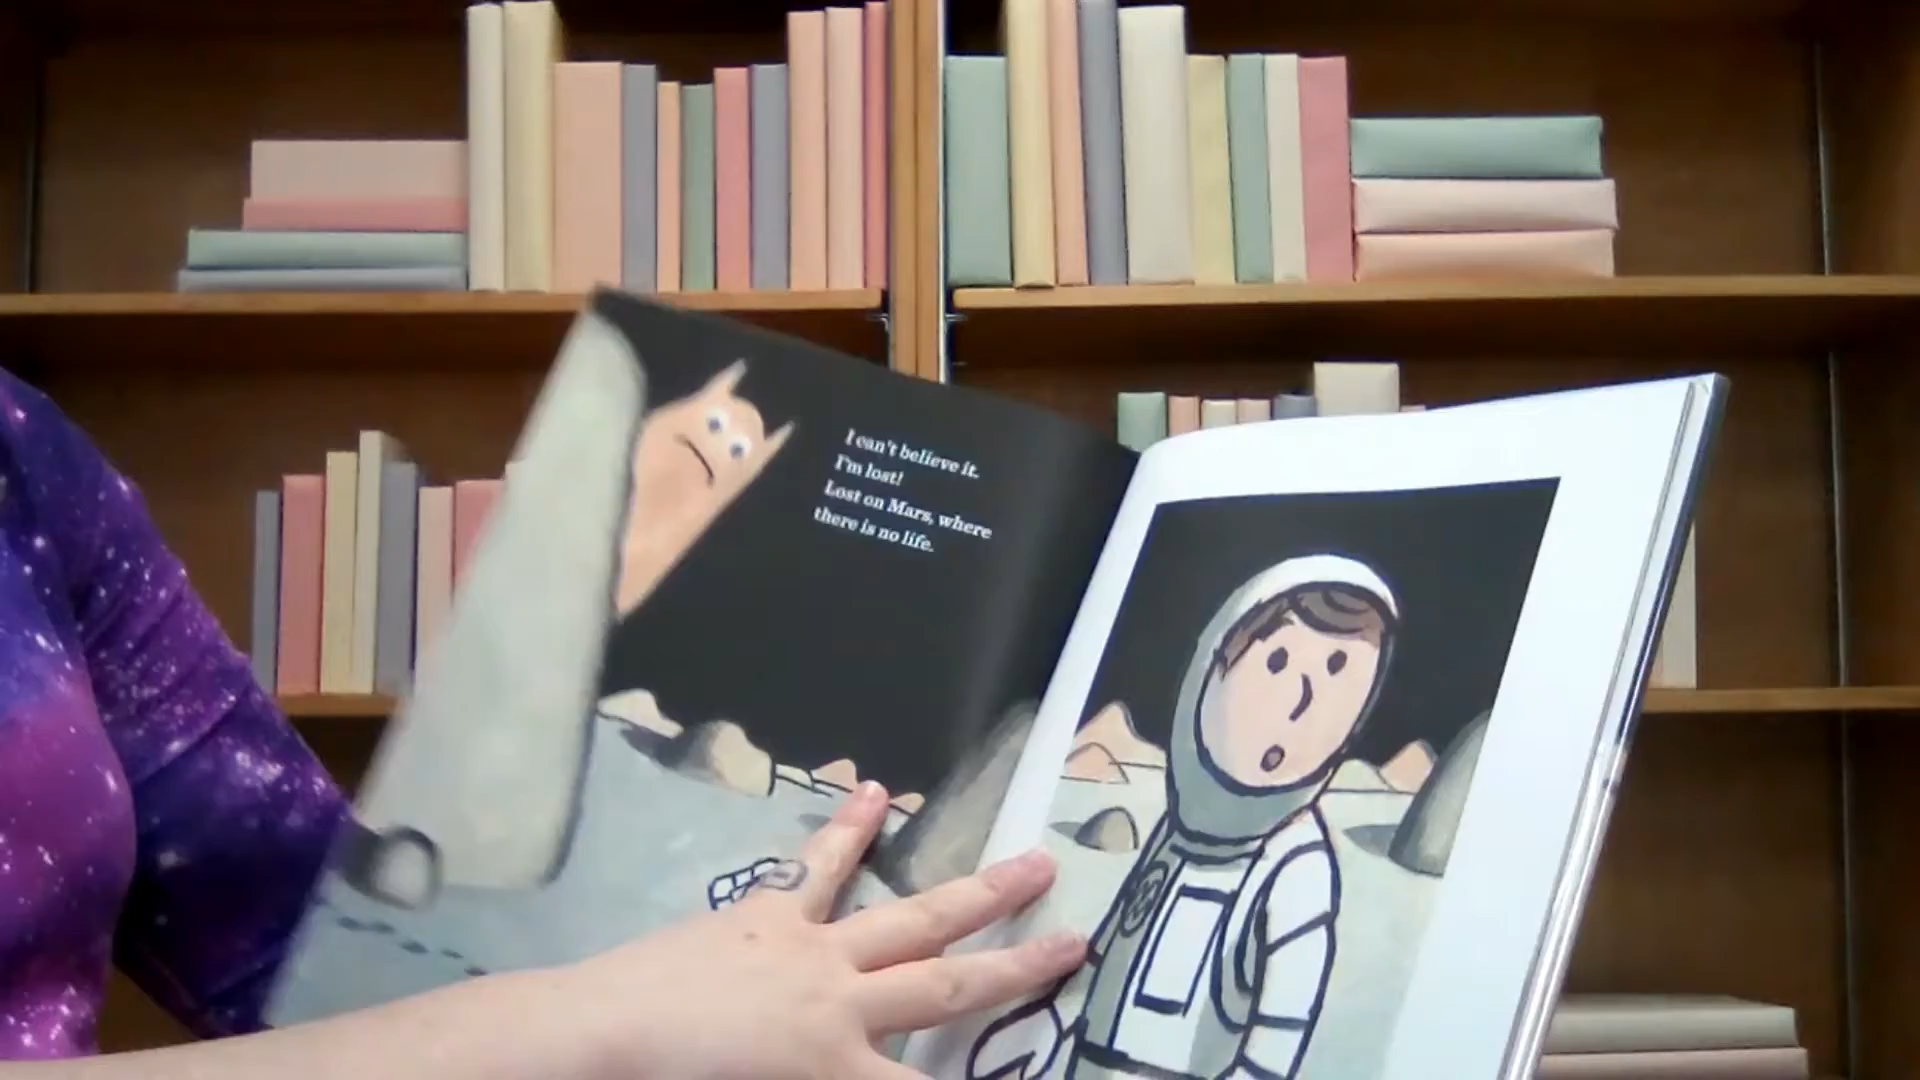 I can't believe it.
I'm lost!
Lost on Mars, where
there is no life.